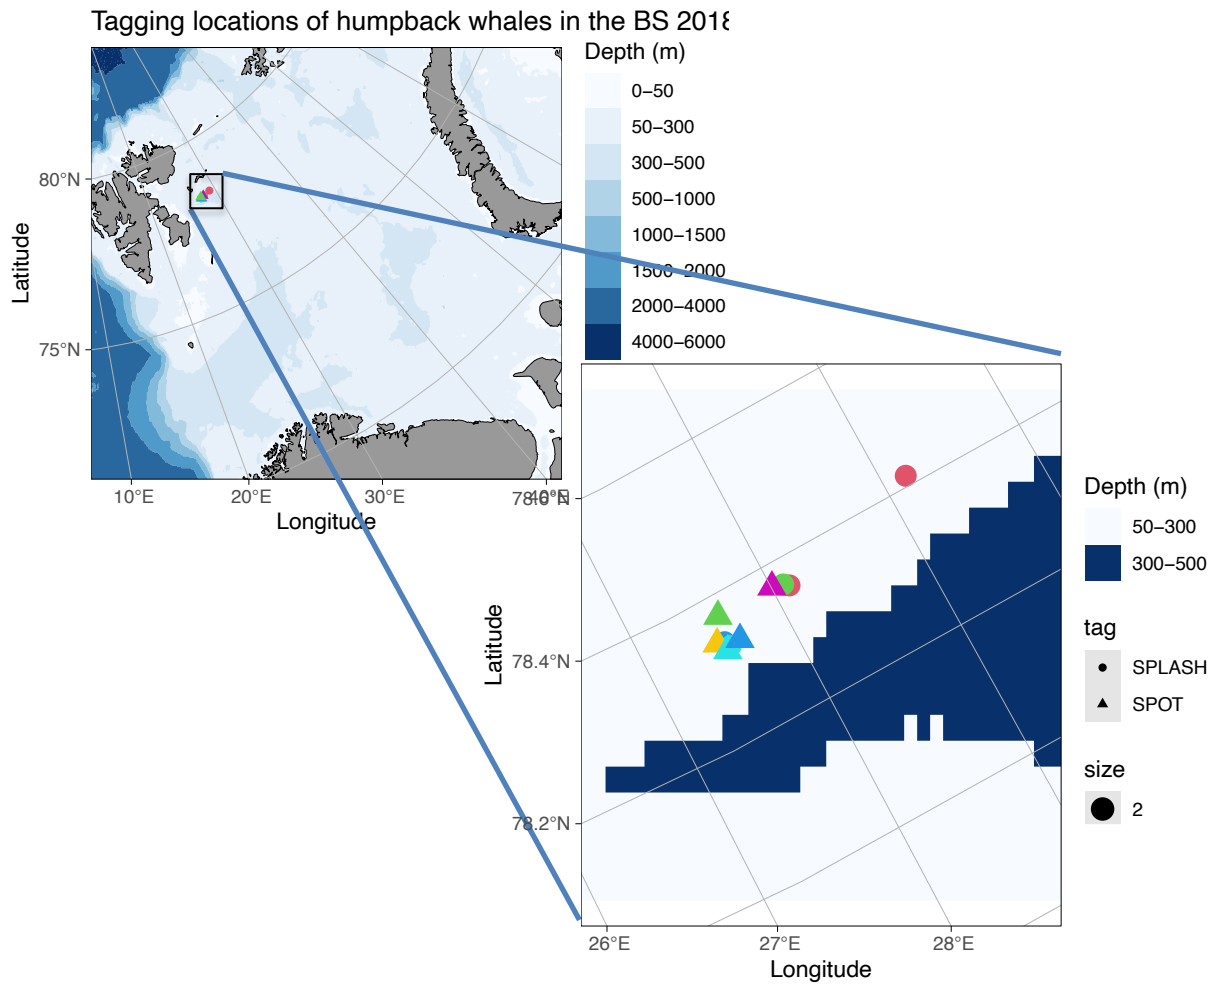 Tagging locations of humpback whales in the BS 2018
Depth (m)
0–50
50–300
300–500
500–1000
1000–1500
1500–2000
2000–4000
4000–6000
80°N
75°N
Latitude
10°E
20°E
30°E
40°E
Longitude
78.6°N
78.4°N
78.2°N
Latitude
26°E
27°E
28°E
Longitude
Depth (m)
50–300
300–500
tag
SPLASH
SPOT
size
2